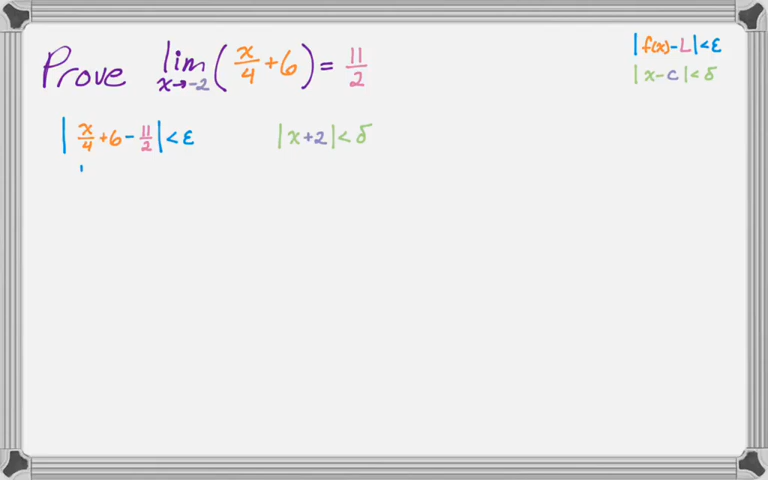 Prove lim x→-2 (x/4 + 6) = 11/2
|f(x) - L| < ε
|x - c| < δ
|x/4 + 6 - 11/2| < ε
|x + 2| < δ